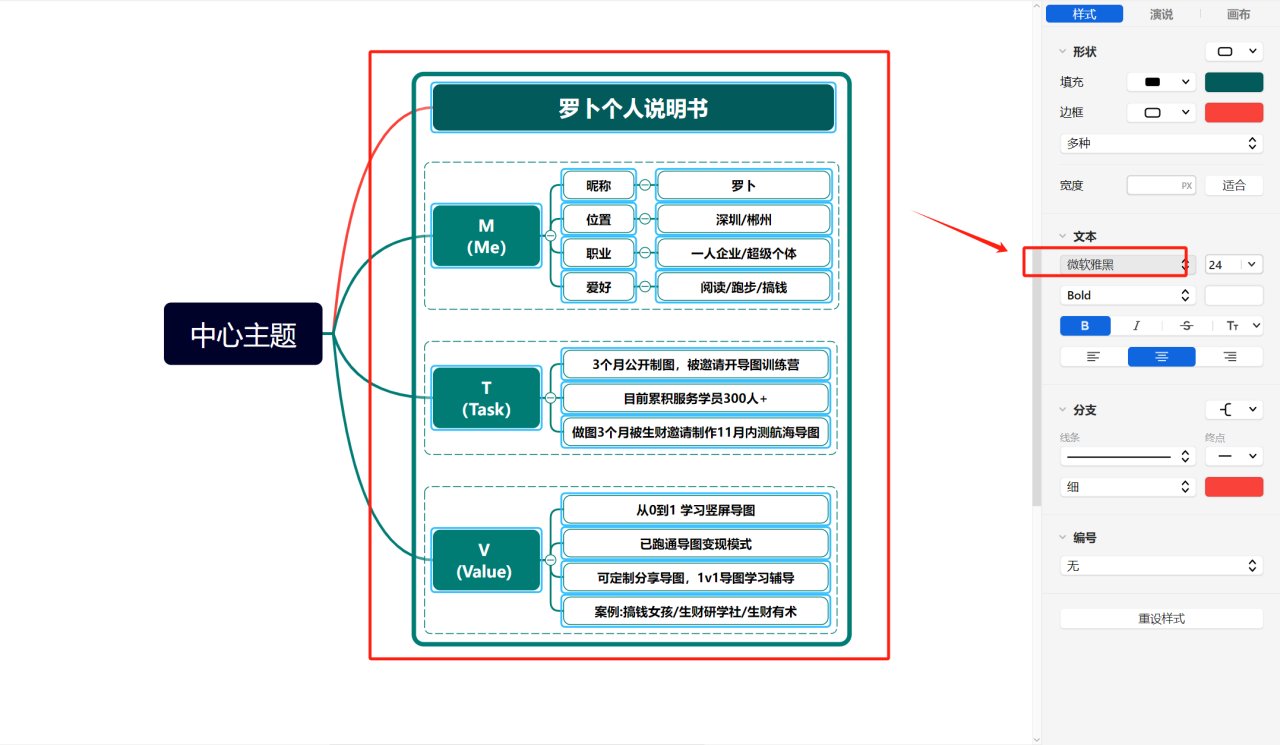 样式 演说 画布
形状
填充
边框
多种
宽度 PX 适合
文本
微软雅黑 24
Bold
B I S Tт
分支
线条 终点
细
编号
无
重设样式
中心主题
罗卜个人说明书
M
(Me)
昵称 罗卜
位置 深圳/郴州
职业 一人企业/超级个体
爱好 阅读/跑步/搞钱
T
(Task)
3个月公开制图，被邀请开导图训练营
目前累积服务学员300人+
做图3个月被生财邀请制作11月内测航海导图
V
(Value)
从0到1 学习竖屏导图
已跑通导图变现模式
可定制分享导图，1v1导图学习辅导
案例:搞钱女孩/生财研学社/生财有术